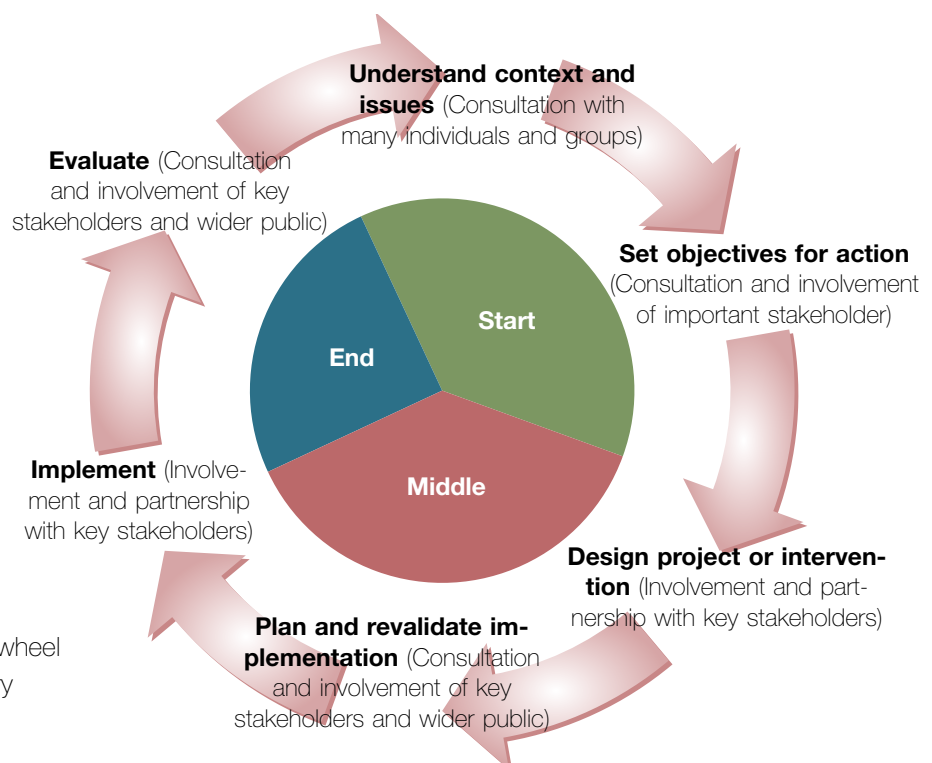 Understand context and
issues (Consultation with
many individuals and groups)
Set objectives for action
(Consultation and involvement
of important stakeholder)
Design project or interven-
tion (Involvement and part-
nership with key stakeholders)
Plan and revalidate im-
plementation (Consultation
and involvement of key
stakeholders and wider public)
Implement (Involve-
ment and partnership
with key stakeholders)
Evaluate (Consultation
and involvement of key
stakeholders and wider public)
Start
Middle
End
wheel